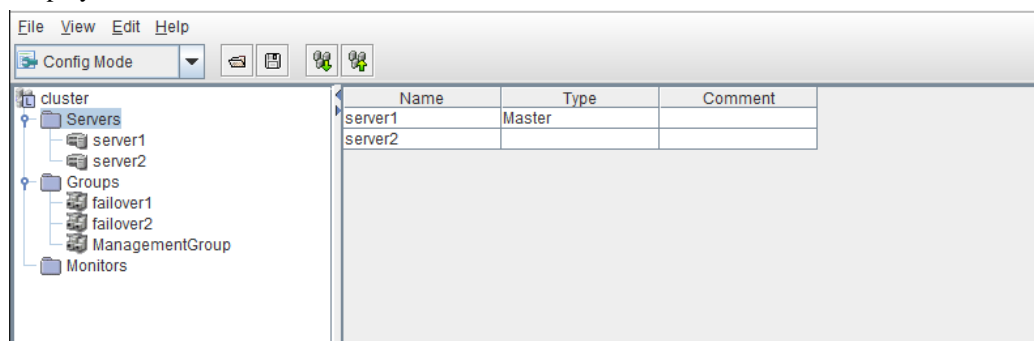 File View Edit Help
Config Mode
cluster
Servers
server1
server2
Groups
failover1
failover2
ManagementGroup
Monitors
Name Type Comment
server1 Master
server2